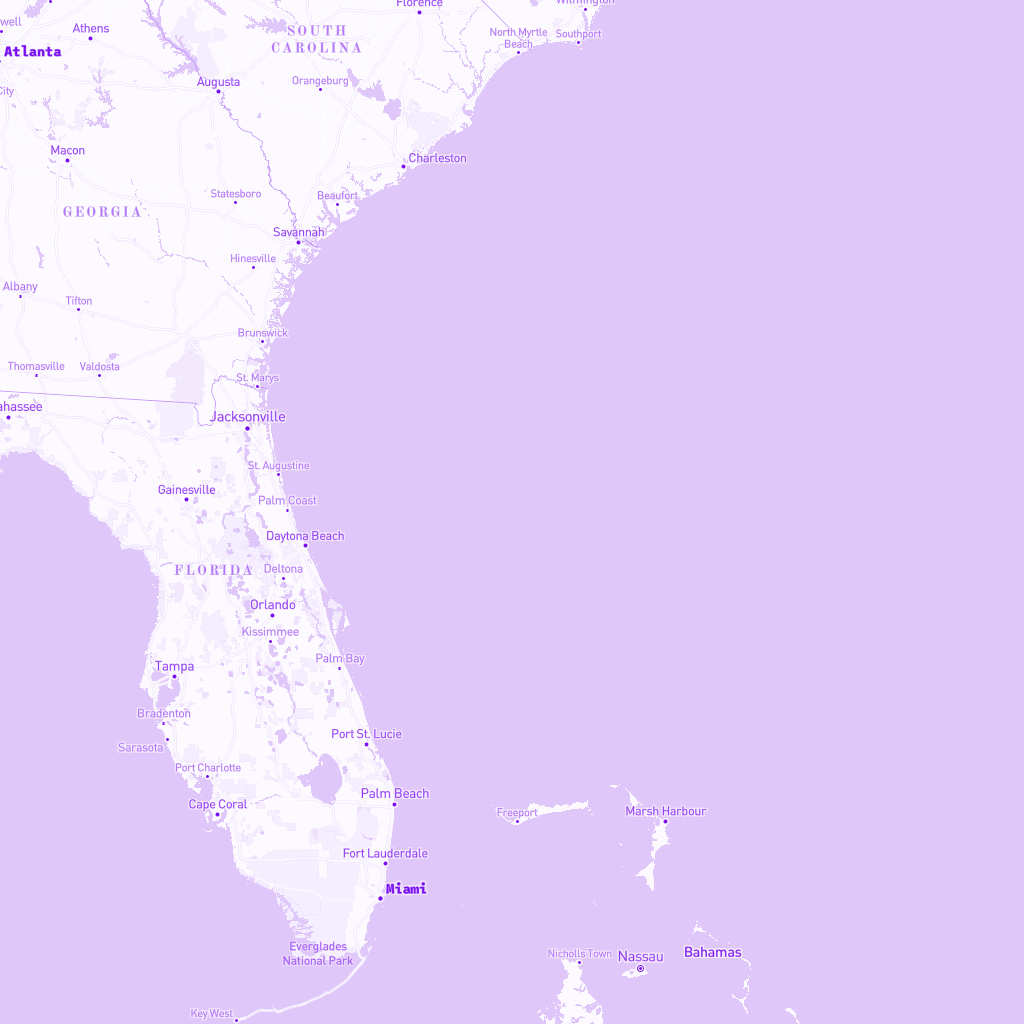 Florence
Wilmington
well
Athens
SOUTH
CAROLINA
North Myrtle
Beach
Southport
Atlanta
Augusta
Orangeburg
City
Macon
Charleston
Statesboro
Beaufort
GEORGIA
Savannah
Hinesville
Albany
Tifton
Brunswick
Thomasville
Valdosta
St. Marys
ahassee
Jacksonville
St. Augustine
Gainesville
Palm Coast
Daytona Beach
FLORIDA
Deltona
Orlando
Kissimmee
Palm Bay
Tampa
Bradenton
Port St. Lucie
Sarasota
Port Charlotte
Palm Beach
Cape Coral
Freeport
Marsh Harbour
Fort Lauderdale
Miami
Everglades
National Park
Nicholls Town
Nassau
Bahamas
Key West